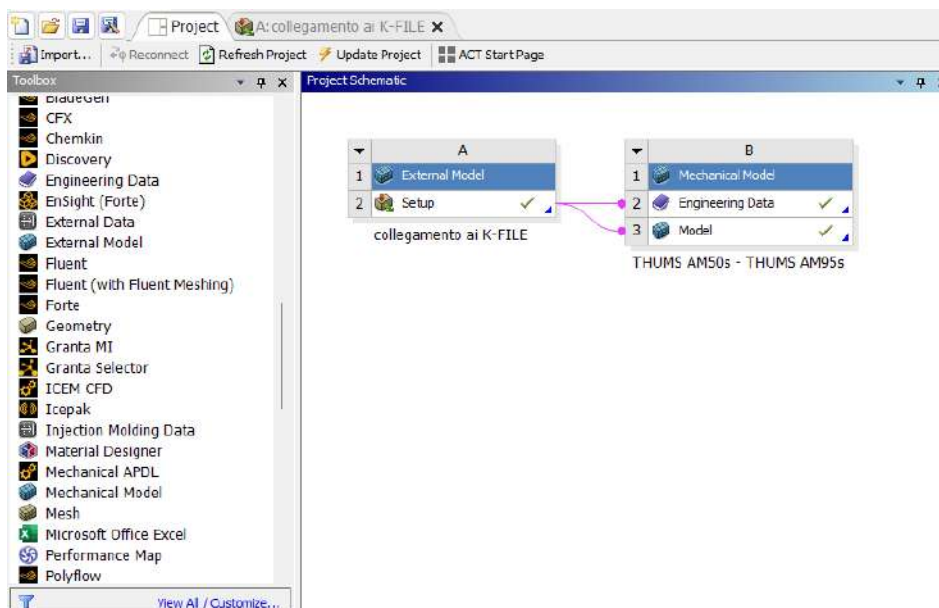 Project
A: collegamento ai K-FILE
Import...
Reconnect
Refresh Project
Update Project
ACT Start Page
Toolbox
BladeGen
CFX
Chemkin
Discovery
Engineering Data
EnSight (Forte)
External Data
External Model
Fluent
Fluent (with Fluent Meshing)
Forte
Geometry
Granta MI
Granta Selector
ICEM CFD
Icepak
Injection Molding Data
Material Designer
Mechanical APDL
Mechanical Model
Mesh
Microsoft Office Excel
Performance Map
Polyflow
View All / Customize...
Project Schematic
A
1 External Model
2 Setup
collegamento ai K-FILE
B
1 Mechanical Model
2 Engineering Data
3 Model
THUMS AM50s - THUMS AM95s